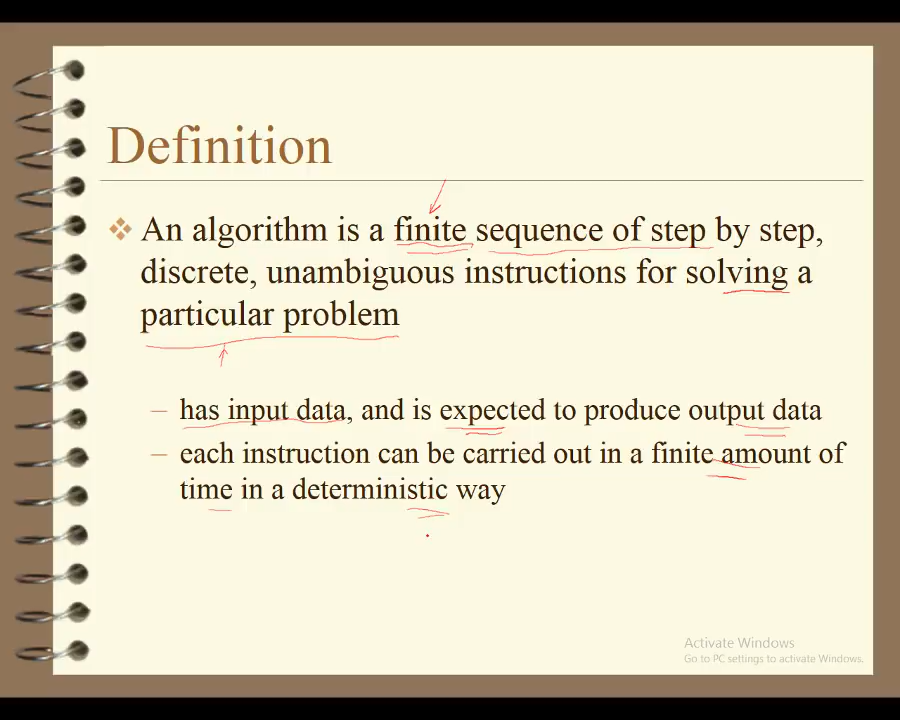 Definition
An algorithm is a finite sequence of step by step,
discrete, unambiguous instructions for solving a
particular problem
– has input data, and is expected to produce output data
– each instruction can be carried out in a finite amount of
time in a deterministic way
Activate Windows
Go to PC settings to activate Windows.